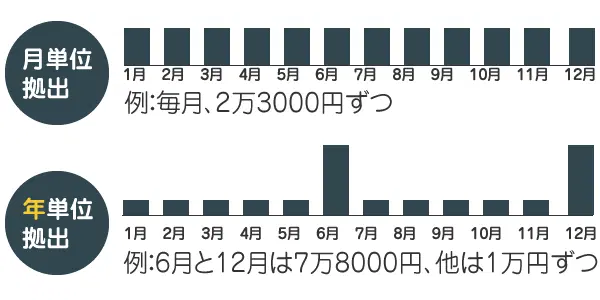 月単位
拠出
1月 2月 3月 4月 5月 6月 7月 8月 9月 10月 11月 12月
例:毎月、2万3000円ずつ
年単位
拠出
1月 2月 3月 4月 5月 6月 7月 8月 9月 10月 11月 12月
例:6月と12月は7万8000円、他は1万円ずつ